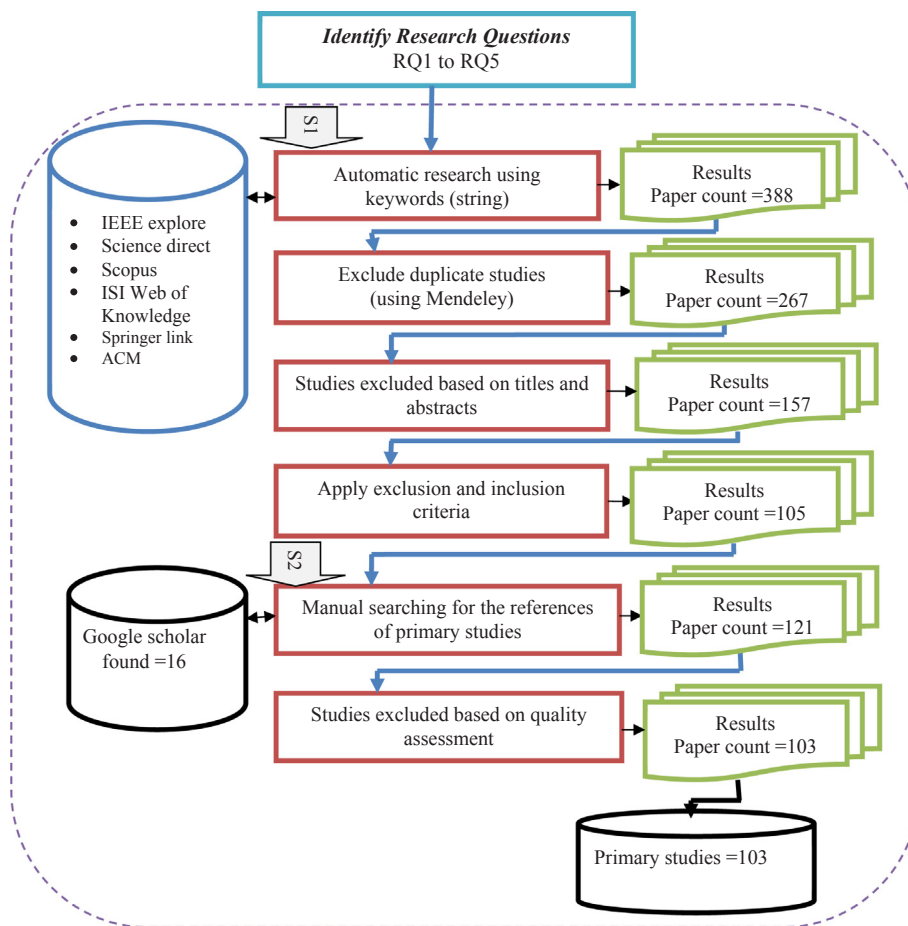 Identify Research Questions
RQ1 to RQ5
S1
Automatic research using
keywords (string)
Results
Paper count =388
IEEE explore
Science direct
Scopus
ISI Web of
Knowledge
Springer link
ACM
Exclude duplicate studies
(using Mendeley)
Results
Paper count =267
Studies excluded based on titles and
abstracts
Results
Paper count =157
Apply exclusion and inclusion
criteria
Results
Paper count =105
S2
Google scholar
found =16
Manual searching for the references
of primary studies
Results
Paper count =121
Studies excluded based on quality
assessment
Results
Paper count =103
Primary studies =103